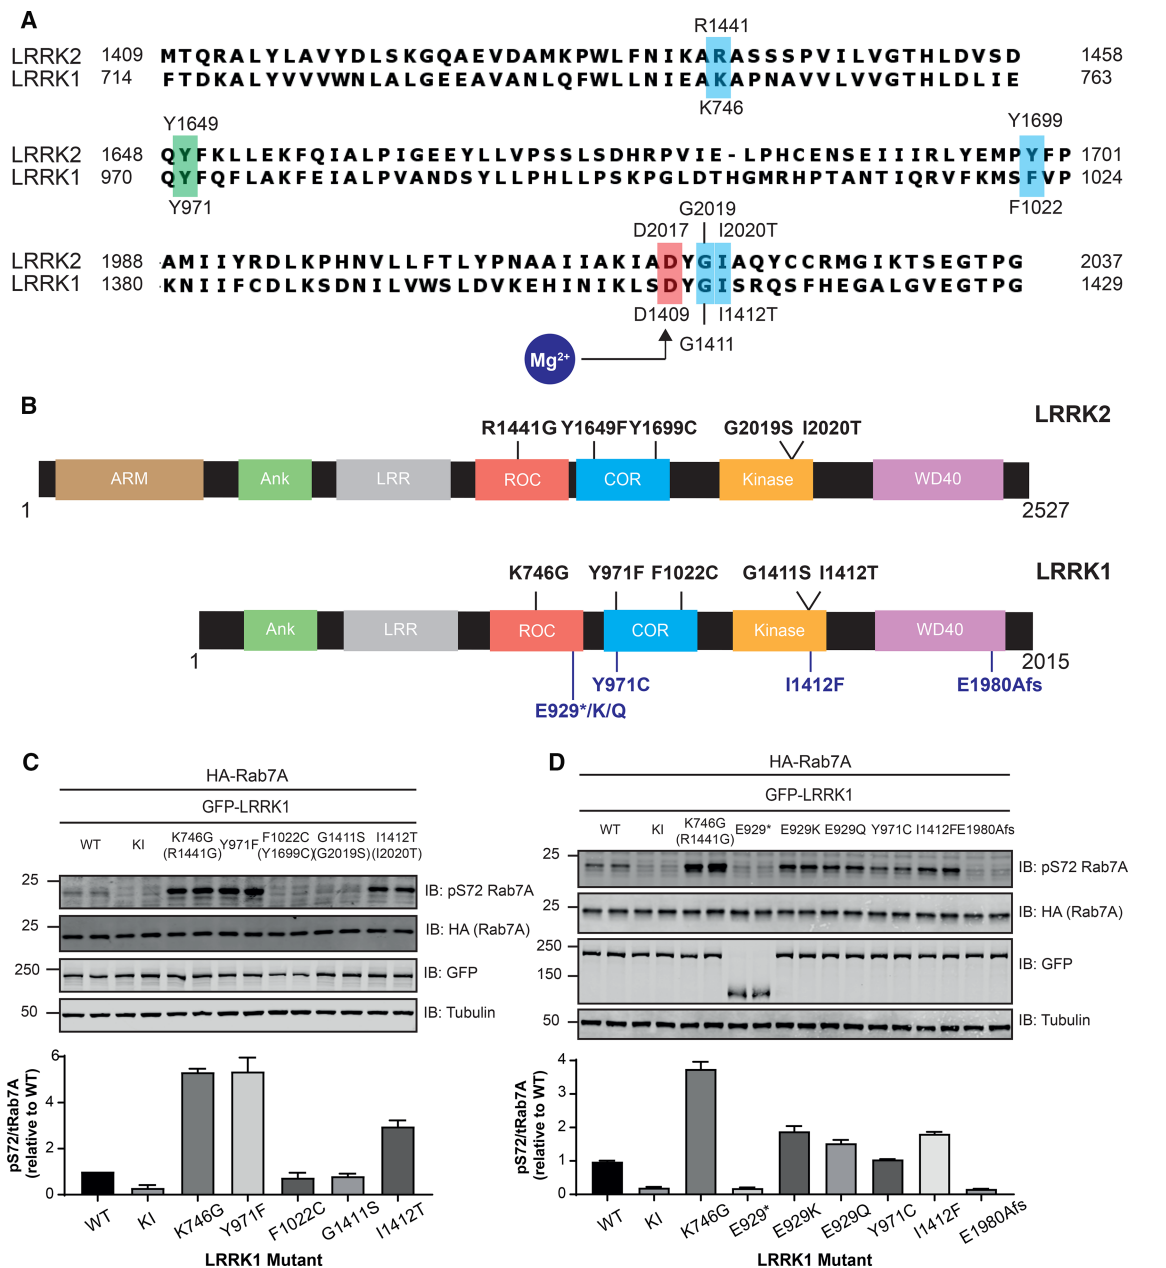 A
R1441
LRRK2 1409 MTQRALYLAVYDLSKGQAEVDAMKPWLFNIKARASSSPVILVGTHLDVSD 1458
LRRK1 714 FTDKALYVVVWNLALGEEAVANLQFWLLNIEAKAPNAVVLVVGTHLDLIE 763
K746
Y1649 Y1699
LRRK2 1648 QYFKLLEKFQIALPIGEEYLLVPSSLSDHRPVIE-LPHCENSEIIIRLYEMPYFP 1701
LRRK1 970 QYFQFLAKFEIALPVANDSYLLPHLLPSKPGLDTHGMRHPTANTIQRVFKMSFVP 1024
Y971 F1022
G2019
D2017 I2020T
LRRK2 1988 AMIIYRDLKPHNVLLFTLYPNAAIIAKIADYGIAQYCCRMGIKTSEGTPG 2037
LRRK1 1380 KNIIFCDLKSDNILVWSLDVKEHINIKLSDYGISRQSFHEGALGVEGTPG 1429
D1409 I1412T
G1411
Mg2+
B
LRRK2
R1441G Y1649F Y1699C G2019S I2020T
ARM Ank LRR ROC COR Kinase WD40
1 2527
LRRK1
K746G Y971F F1022C G1411S I1412T
Ank LRR ROC COR Kinase WD40
1 2015
Y971C I1412F E1980Afs
E929*/K/Q
C
HA-Rab7A
GFP-LRRK1
WT KI K746G (R1441G) Y971F F1022C (Y1699C) G1411S (G2019S) I1412T (I2020T)
25 IB: pS72 Rab7A
25 IB: HA (Rab7A)
250 IB: GFP
50 IB: Tubulin
pS72/tRab7A
(relative to WT)
6
4
2
0
WT KI K746G Y971F F1022C G1411S I1412T
LRRK1 Mutant
D
HA-Rab7A
GFP-LRRK1
WT KI K746G (R1441G) E929* E929K E929Q Y971C I1412F E1980Afs
25 IB: pS72 Rab7A
25 IB: HA (Rab7A)
250 IB: GFP
150
50 IB: Tubulin
pS72/tRab7A
(relative to WT)
4
3
2
1
0
WT KI K746G E929* E929K E929Q Y971C I1412F E1980Afs
LRRK1 Mutant